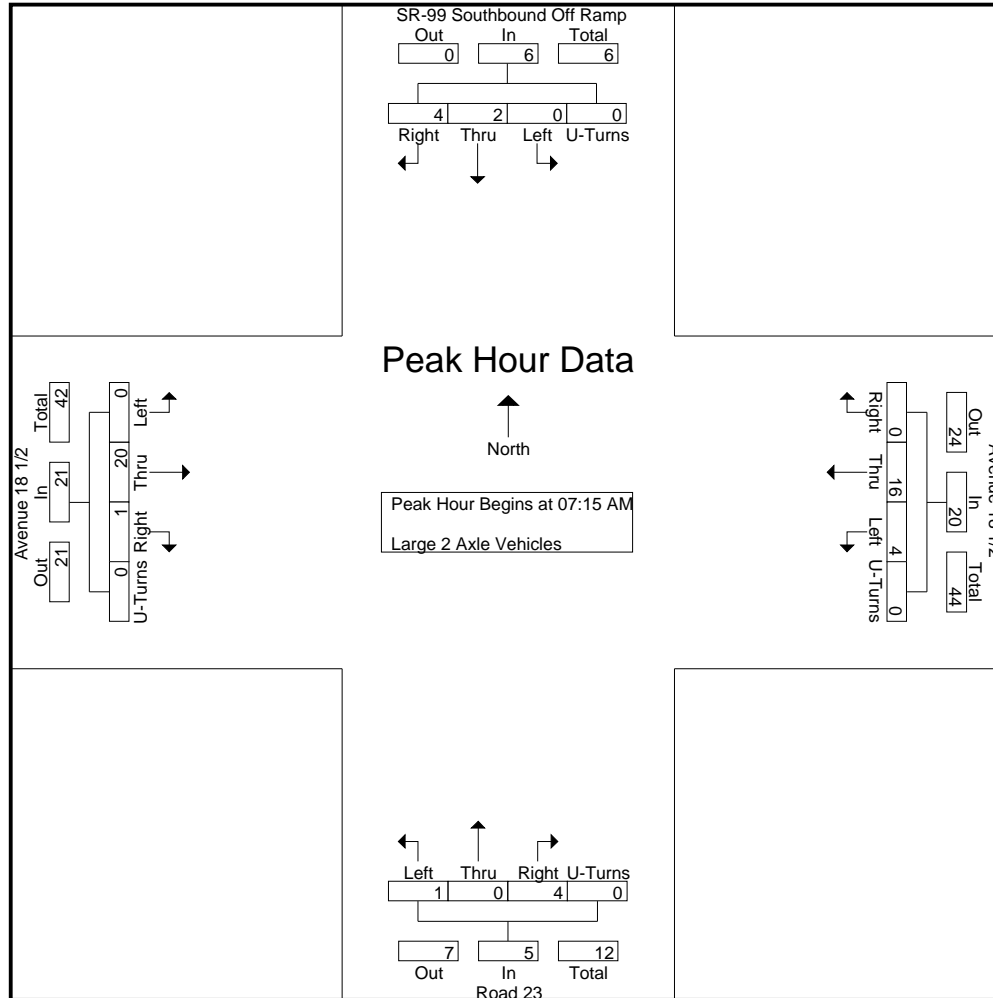 SR-99 Southbound Off Ramp
Out In Total
0 6 6
4 2 0 0
Right Thru Left U-Turns
Peak Hour Data
North
Peak Hour Begins at 07:15 AM
Large 2 Axle Vehicles
Avenue 18 1/2
Total In Out
42 21 21
0 20 1 0
Left Thru Right U-Turns
Right Thru Left U-Turns
0 16 4 0
24 20 44
Out In Total
Avenue 18 1/2
Left Thru Right U-Turns
1 0 4 0
7 5 12
Out In Total
Road 23